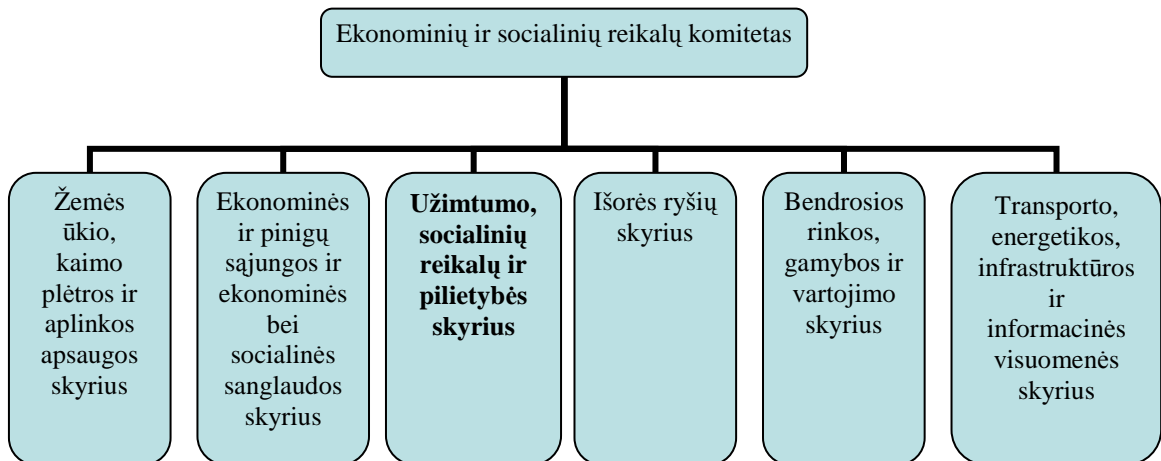 Ekonominių ir socialinių reikalų komitetas
Žemės
ūkio,
kaimo
plėtros ir
aplinkos
apsaugos
skyrius
Ekonominės
ir pinigų
sąjungos ir
ekonominės
bei
socialinės
sanglaudos
skyrius
Užimtumo,
socialinių
reikalų ir
pilietybės
skyrius
Išorės ryšių
skyrius
Bendrosios
rinkos,
gamybos ir
vartojimo
skyrius
Transporto,
energetikos,
infrastruktūros
ir
informacinės
visuomenės
skyrius